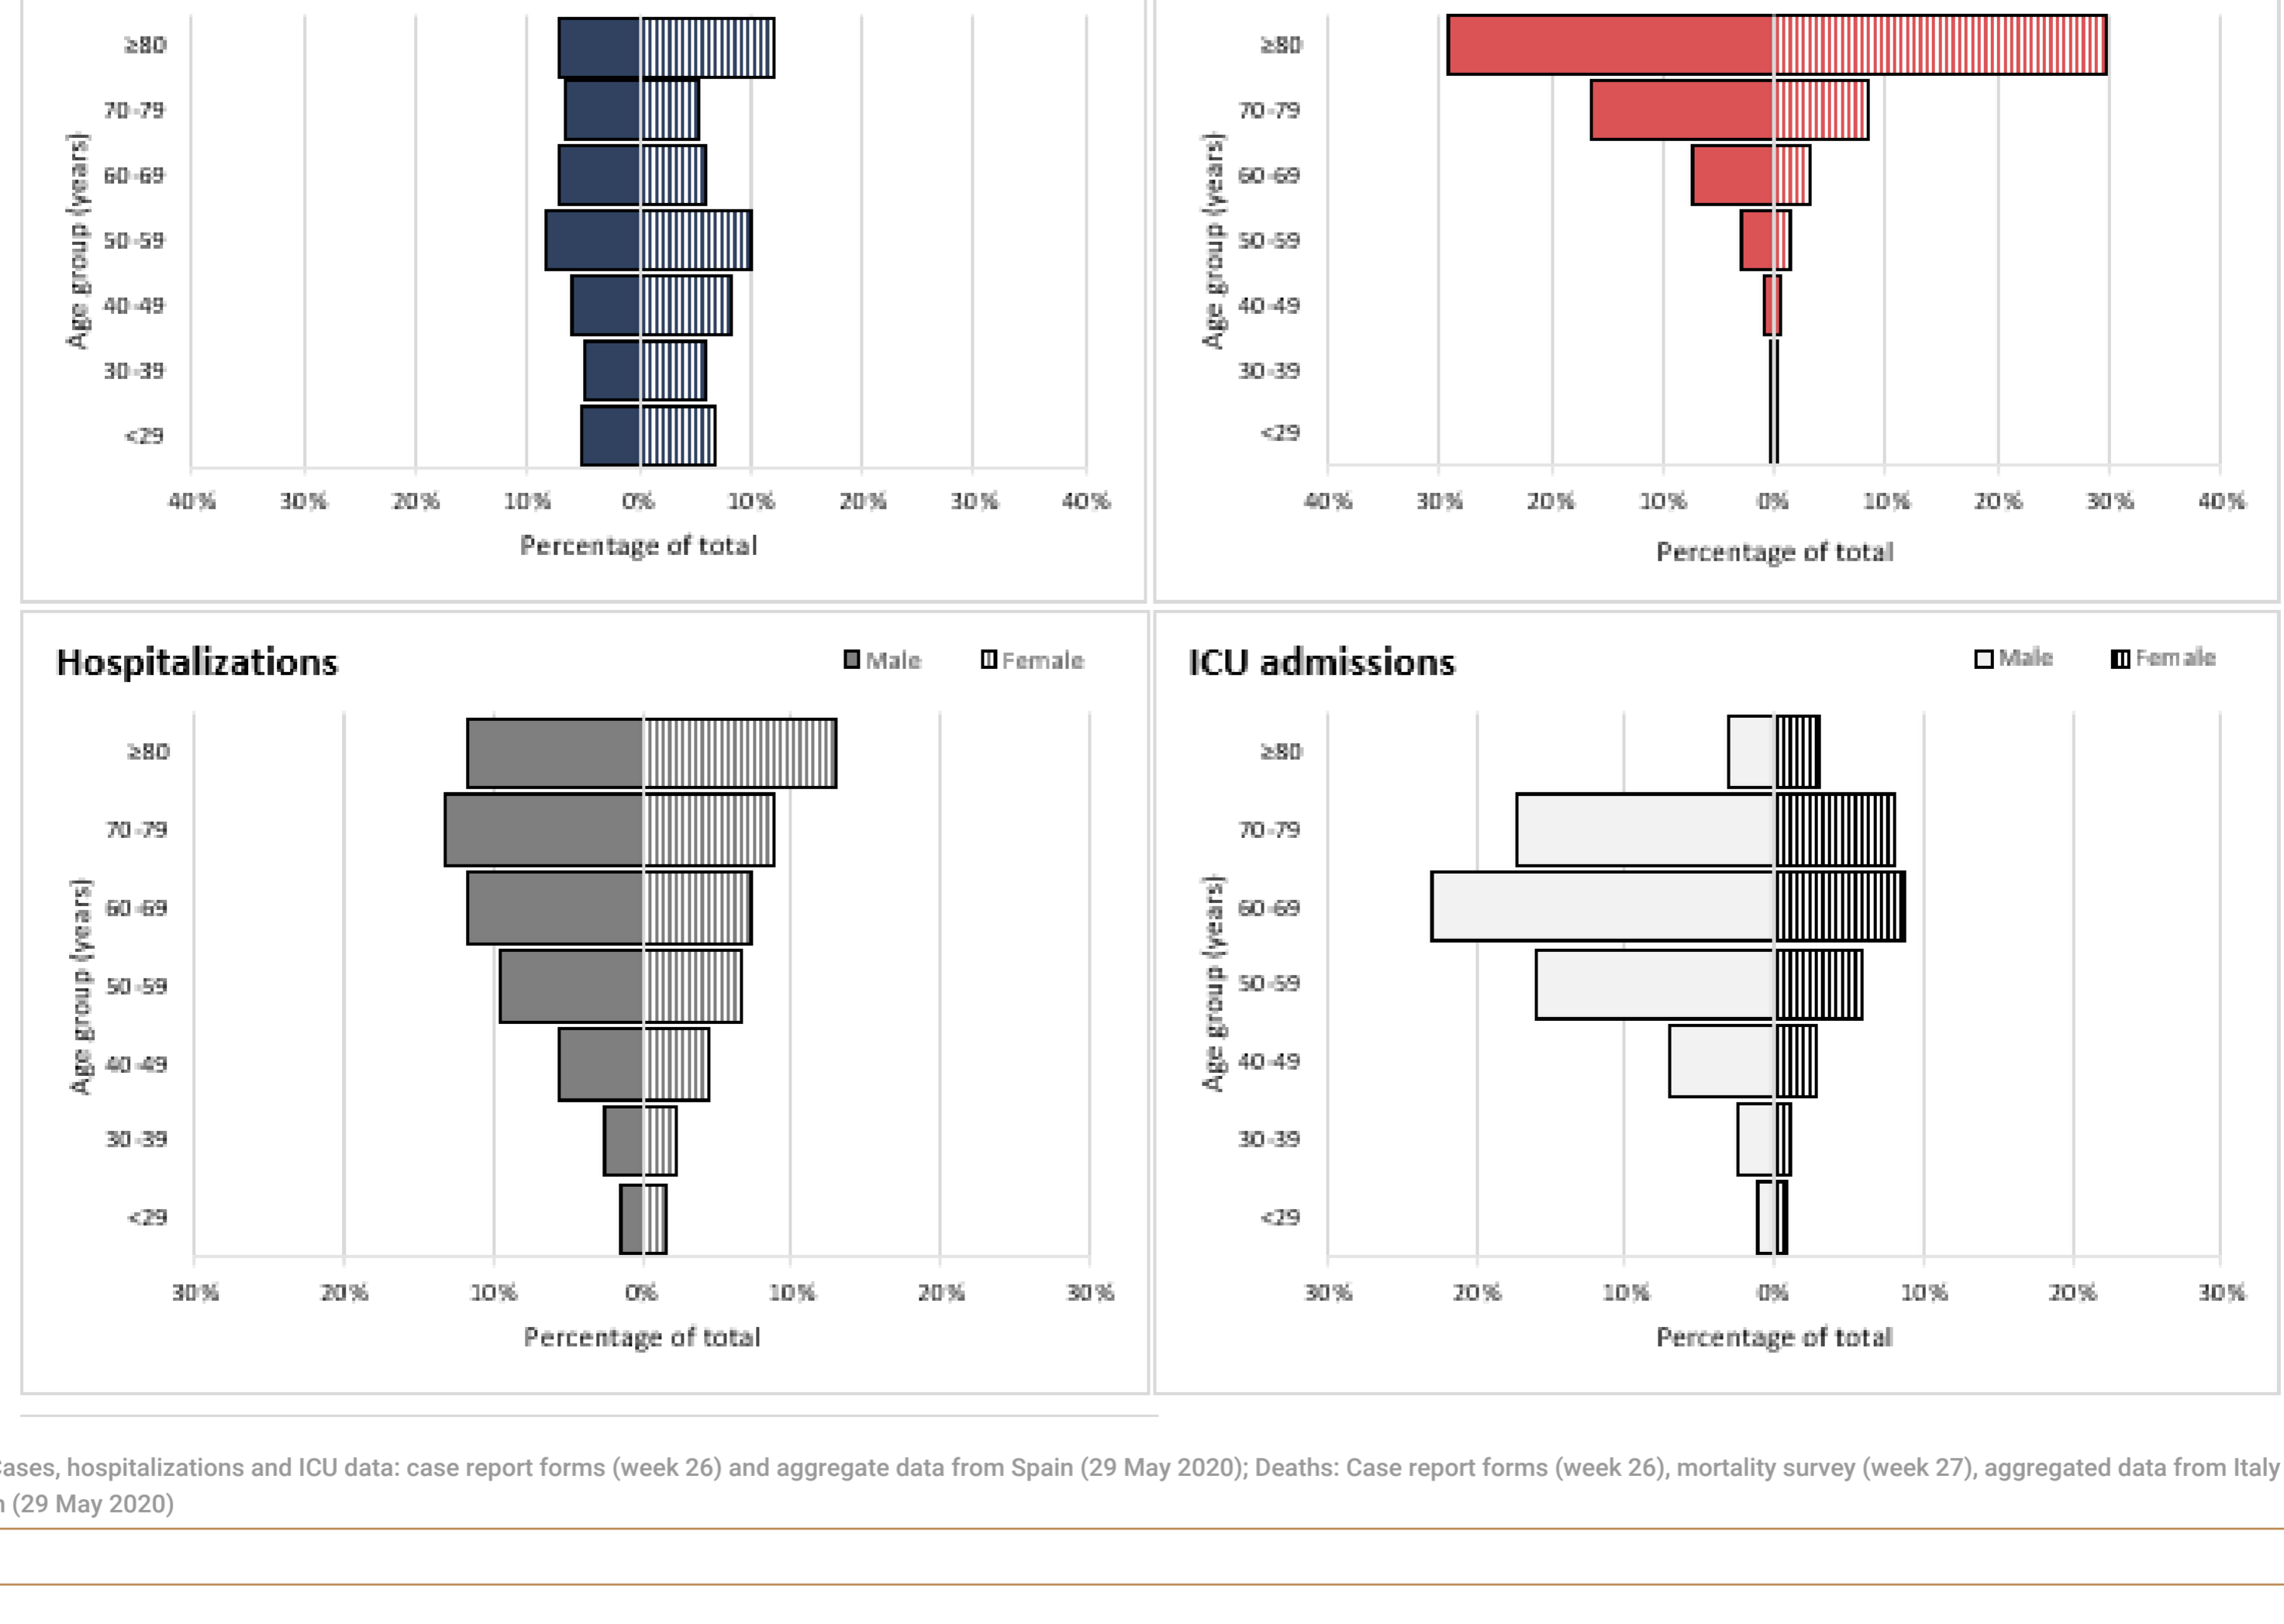 ≥80
70-79
60-69
50-59
40-49
30-39
<29
Age group (years)
40% 30% 20% 10% 0% 10% 20% 30% 40%
Percentage of total
≥80
70-79
60-69
50-59
40-49
30-39
<29
Age group (years)
40% 30% 20% 10% 0% 10% 20% 30% 40%
Percentage of total
Hospitalizations
Male Female
≥80
70-79
60-69
50-59
40-49
30-39
<29
Age group (years)
30% 20% 10% 0% 10% 20% 30%
Percentage of total
ICU admissions
Male Female
≥80
70-79
60-69
50-59
40-49
30-39
<29
Age group (years)
30% 20% 10% 0% 10% 20% 30%
Percentage of total
ases, hospitalizations and ICU data: case report forms (week 26) and aggregate data from Spain (29 May 2020); Deaths: Case report forms (week 26), mortality survey (week 27), aggregated data from Italy
(29 May 2020)